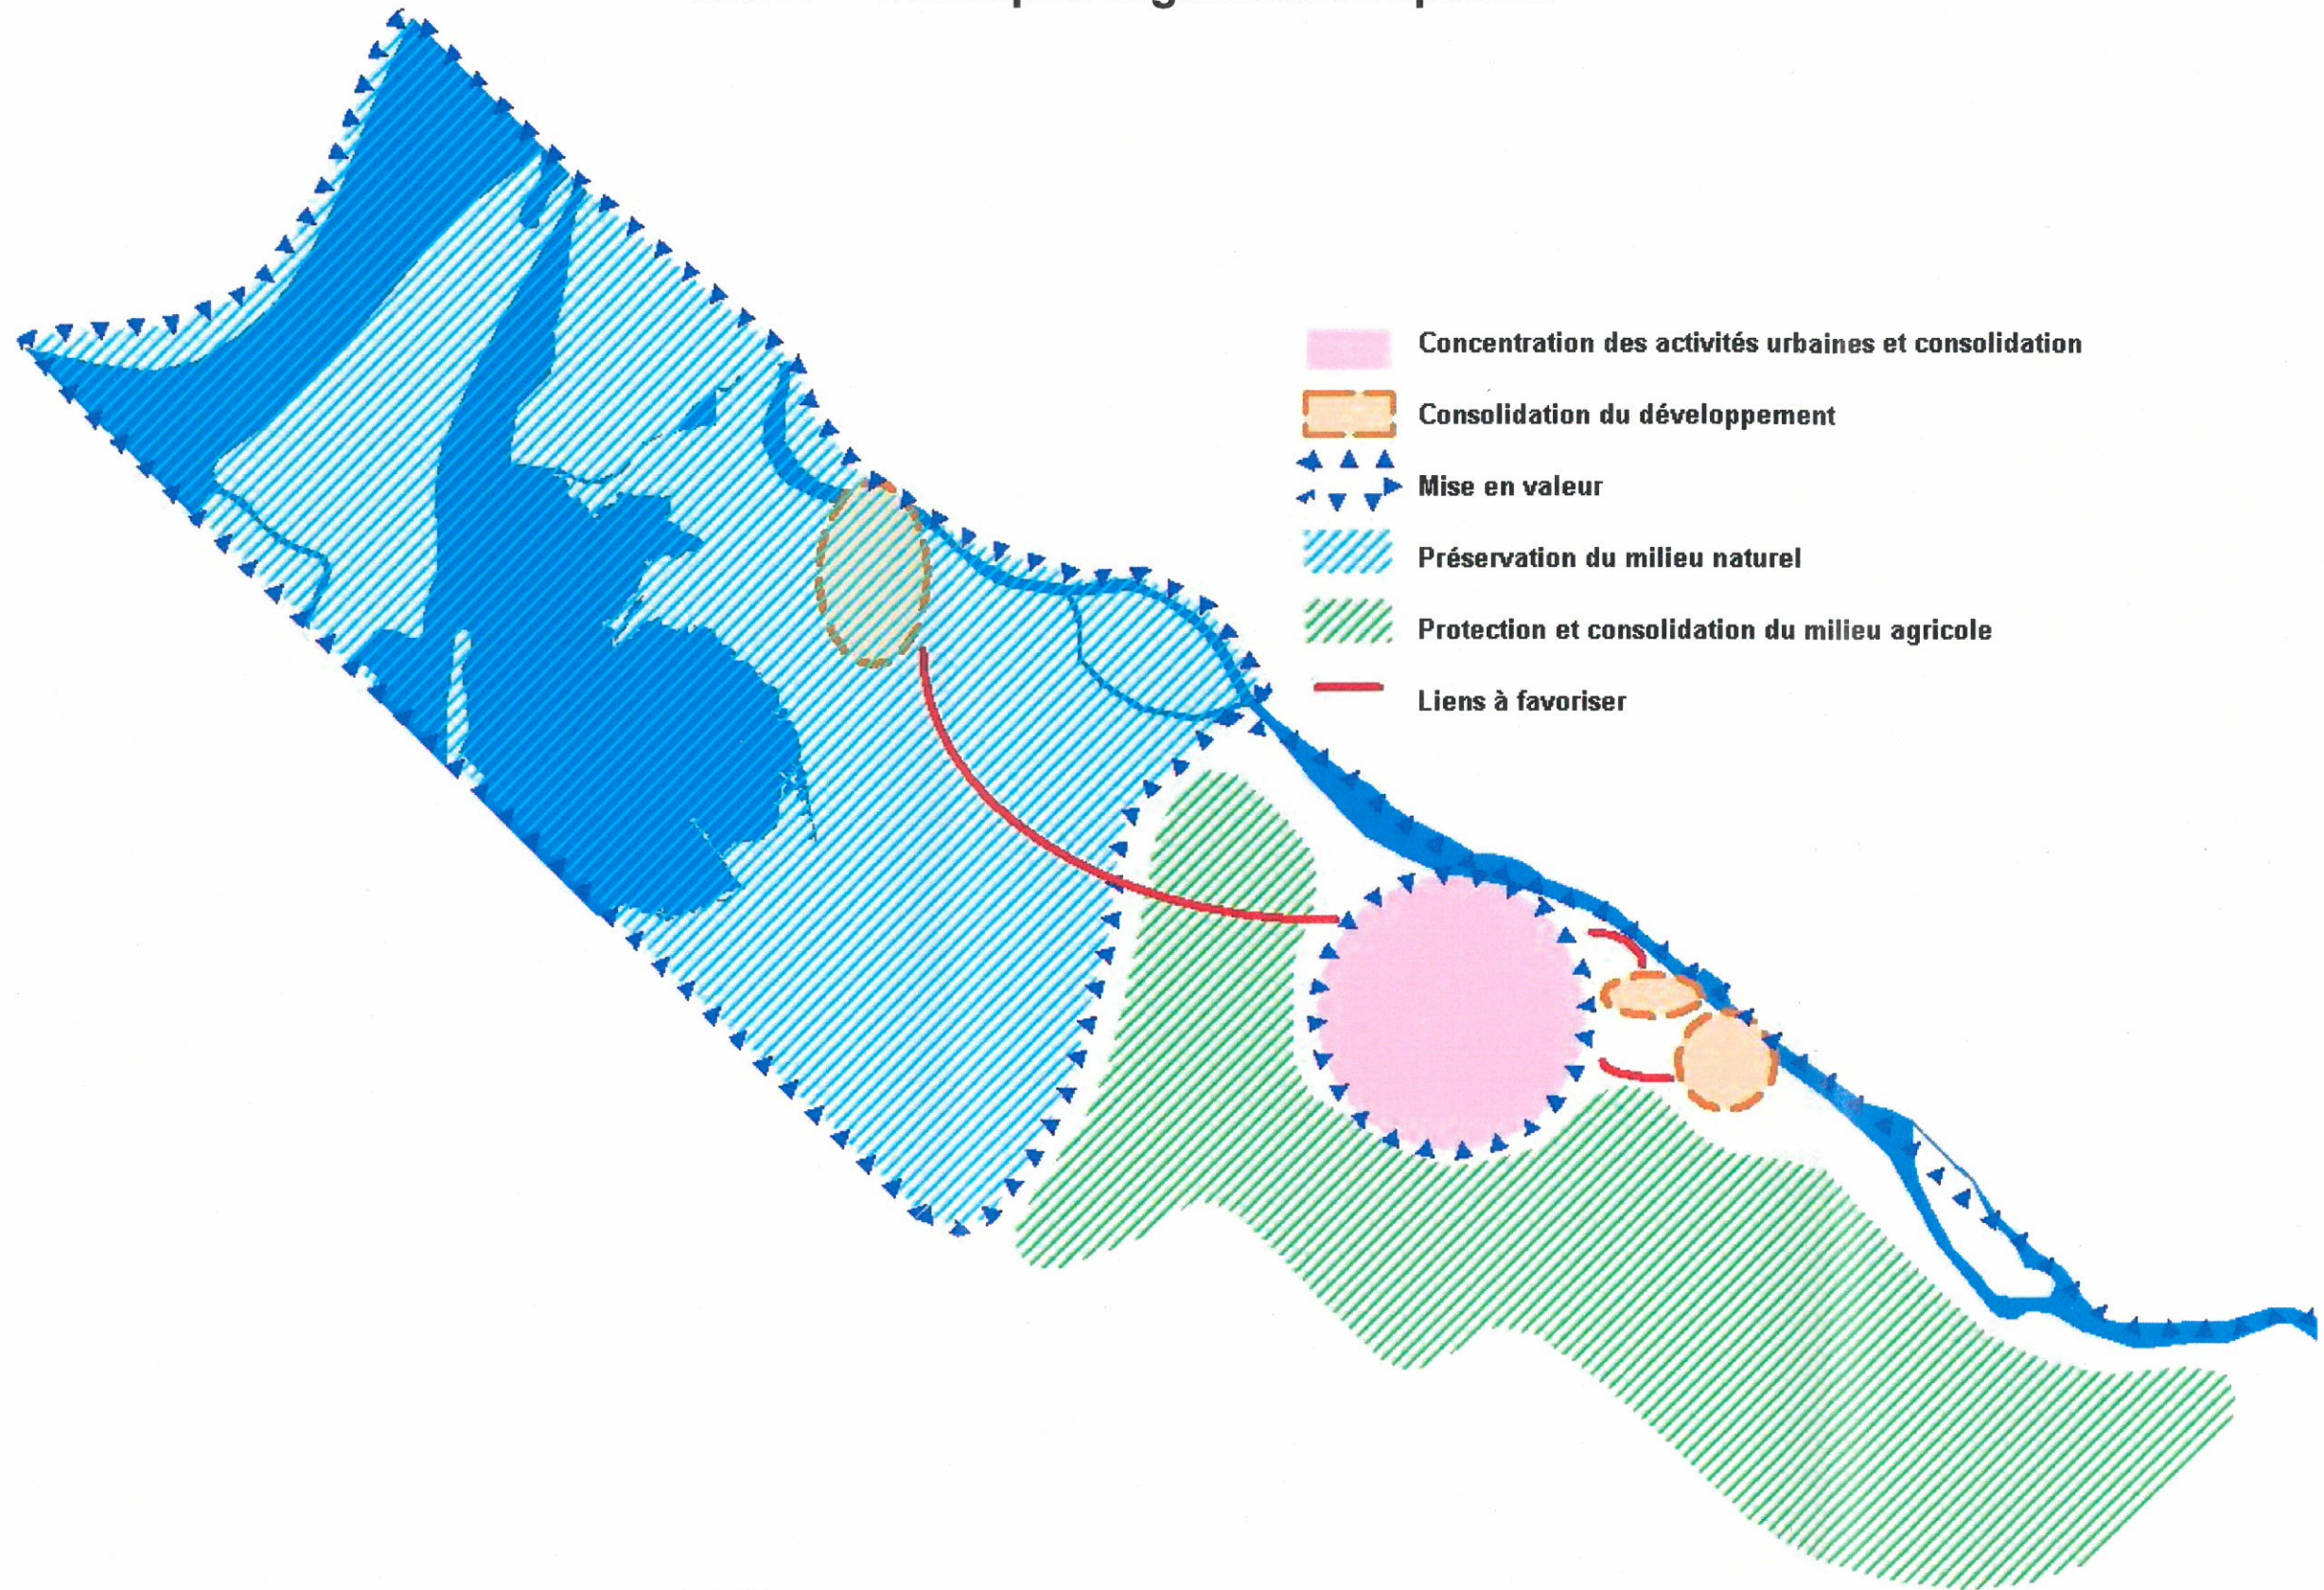 Concentration des activités urbaines et consolidation
Consolidation du développement
Mise en valeur
Préservation du milieu naturel
Protection et consolidation du milieu agricole
Liens à favoriser